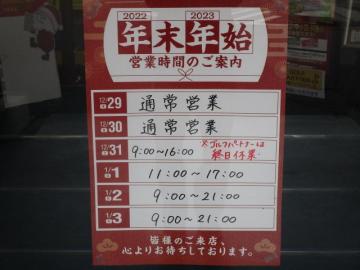 2022 2023
年末年始
営業時間のご案内
12/29 通常営業
12/30 通常営業
12/31 9:00～16:00 ※ゴルフパートナーは
終日休業
1/1 11:00～17:00
1/2 9:00～21:00
1/3 9:00～21:00
皆様のご来店、
心よりお待ちしております。